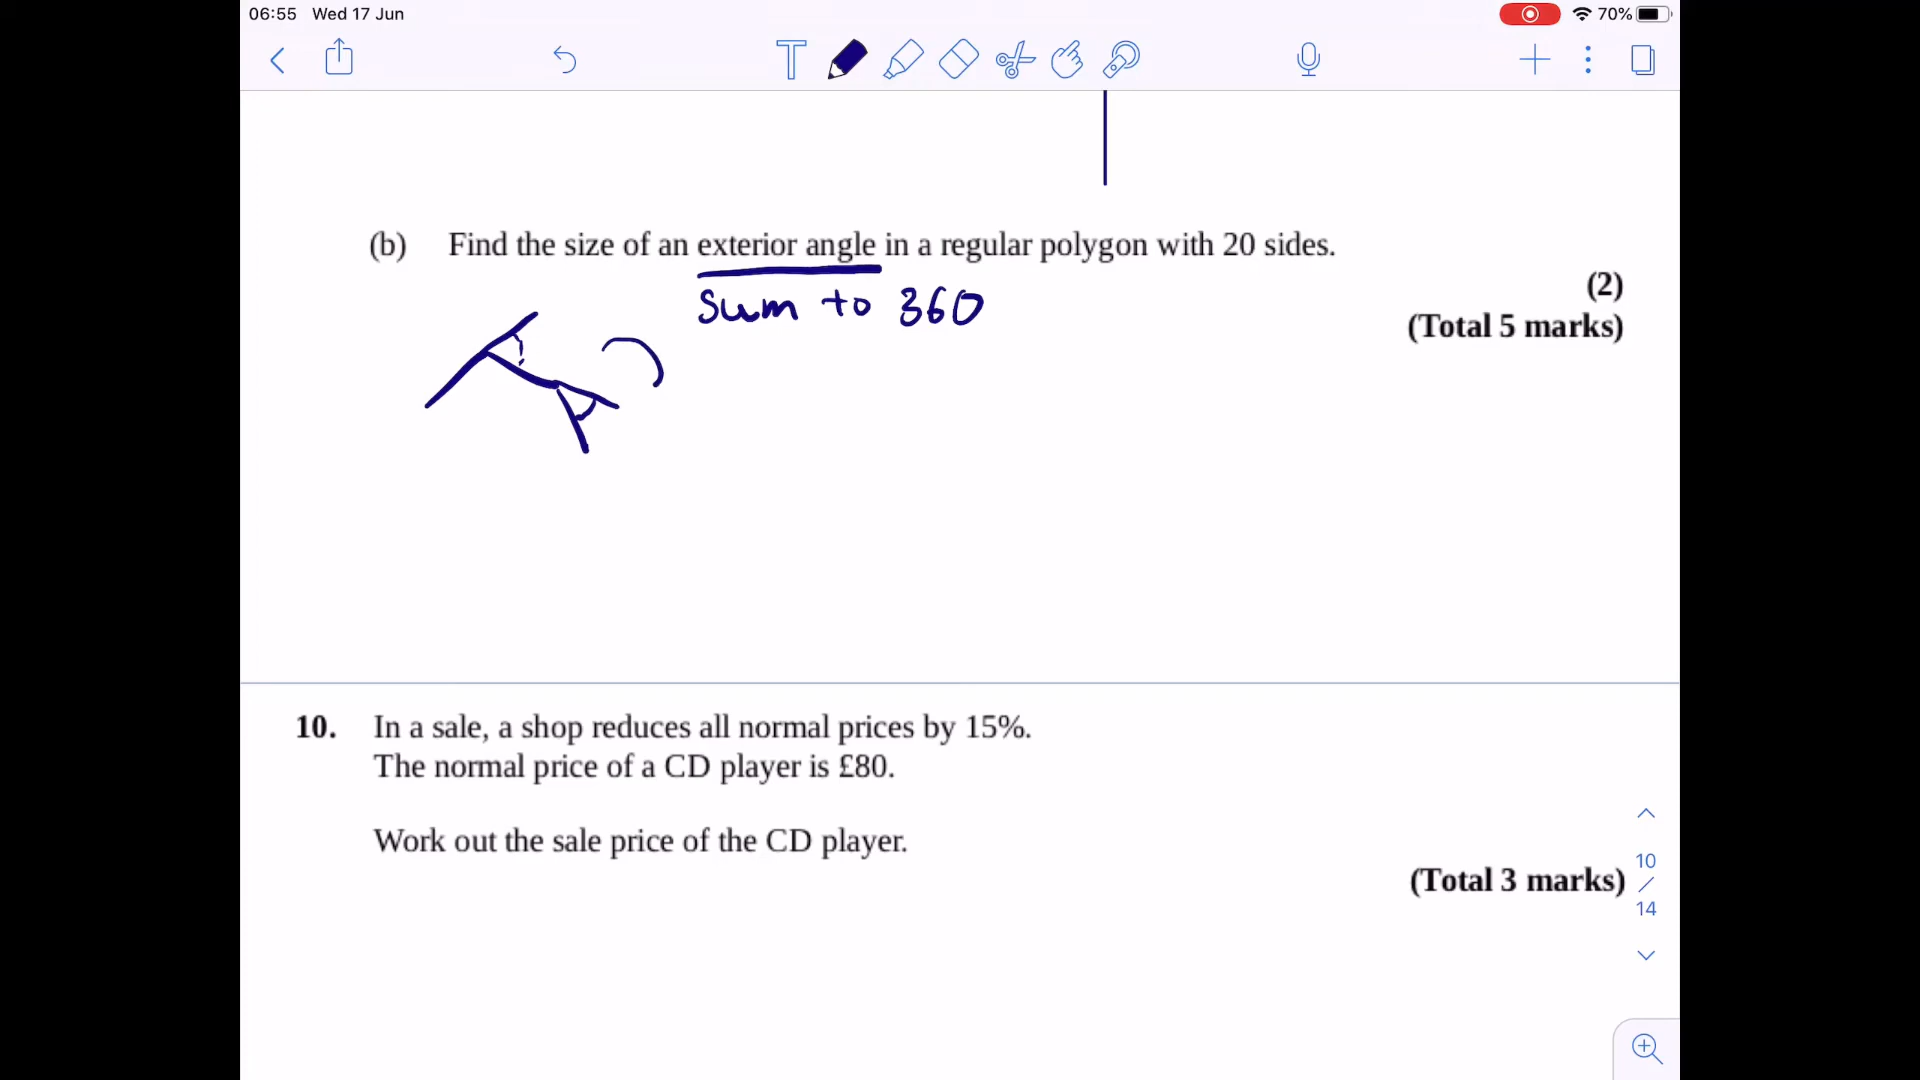 06:55 Wed 17 Jun
70%
T
(b) Find the size of an exterior angle in a regular polygon with 20 sides.
(2)
Sum to 360
(Total 5 marks)
10. In a sale, a shop reduces all normal prices by 15%.
The normal price of a CD player is £80.
Work out the sale price of the CD player.
(Total 3 marks)
10
/
14